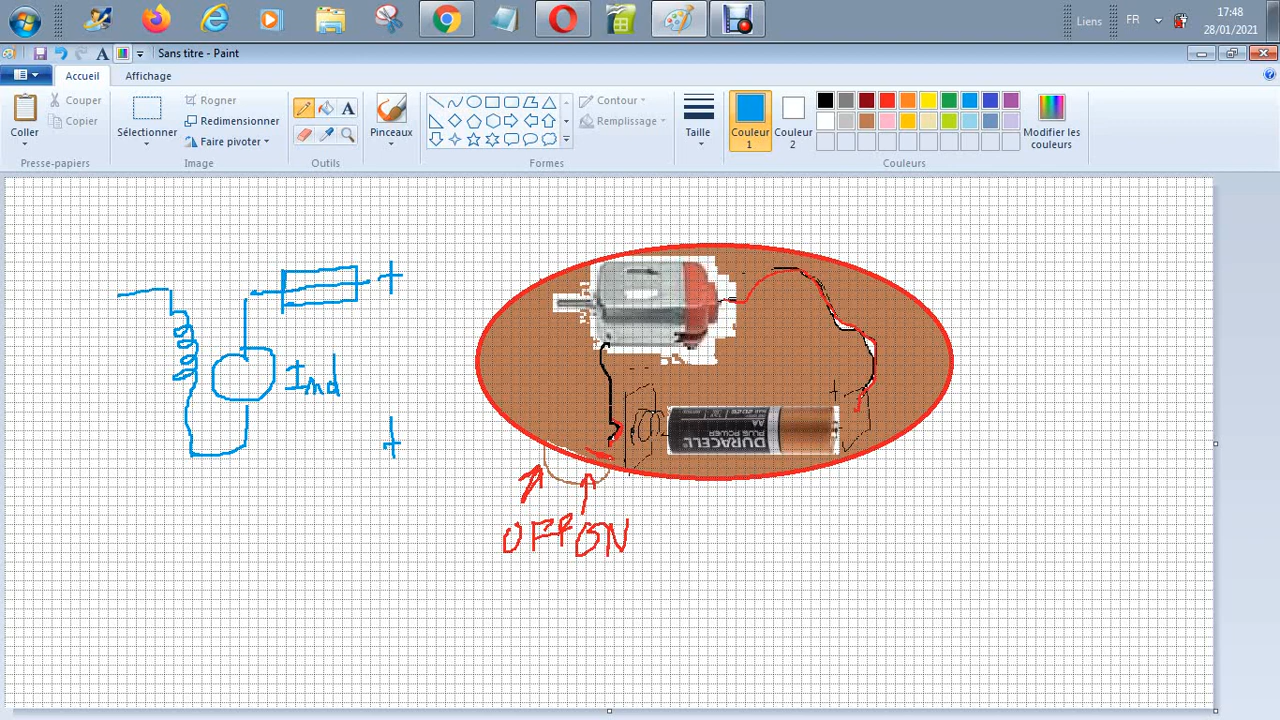 17:48
Liens FR
28/01/2021
Sans titre - Paint
Accueil Affichage
Coller
Couper
Copier
Presse-papiers
Sélectionner
Rogner
Redimensionner
Faire pivoter
Image
A
Outils
Pinceaux
Contour
Remplissage
Formes
Taille
Couleur 1
Couleur 2
Modifier les couleurs
Couleurs
+
Ind
+
DURACELL
PLUS POWER
AA
OFF ON